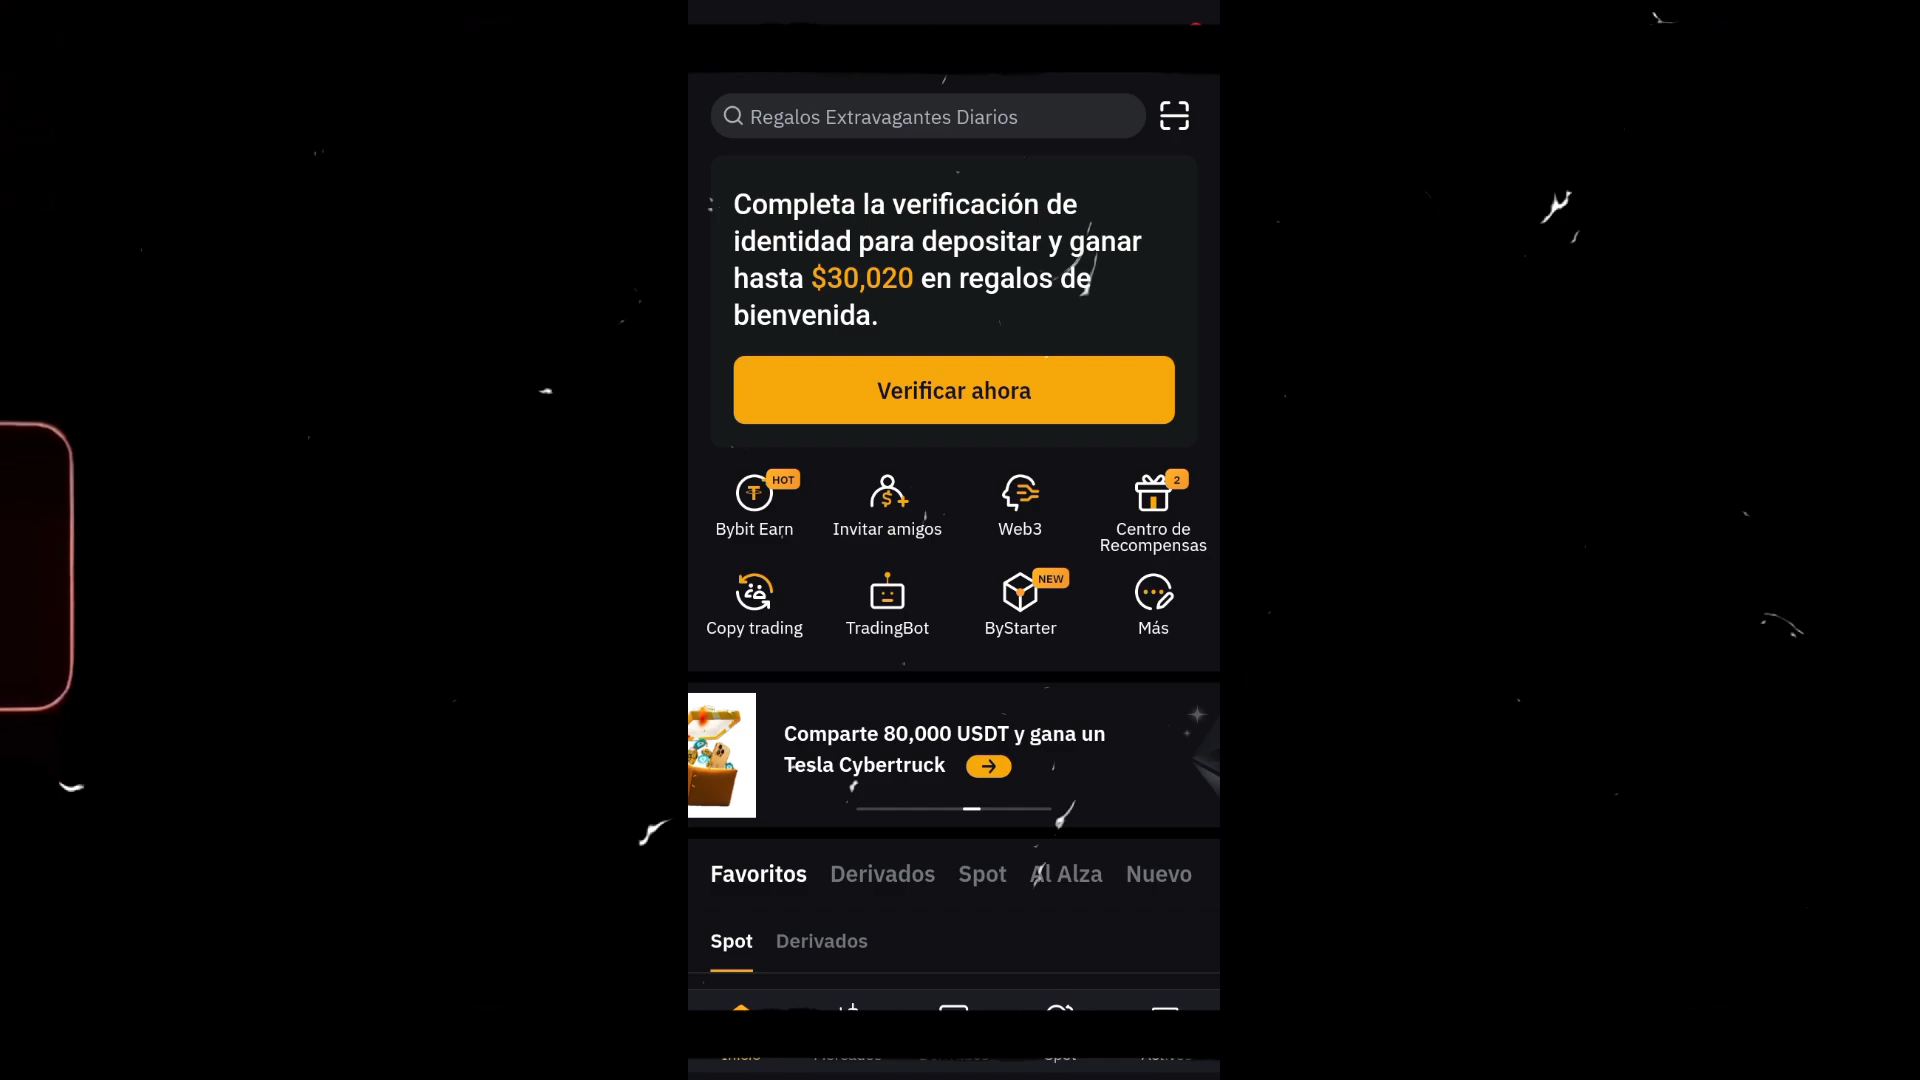 Regalos Extravagantes Diarios
Completa la verificación de
identidad para depositar y ganar
hasta $30,020 en regalos de
bienvenida.
Verificar ahora
HOT
2
Bybit Earn
Invitar amigos
Web3
Centro de
Recompensas
NEW
Copy trading
TradingBot
ByStarter
Más
Comparte 80,000 USDT y gana un
Tesla Cybertruck
Favoritos Derivados Spot Al Alza Nuevo
Spot Derivados